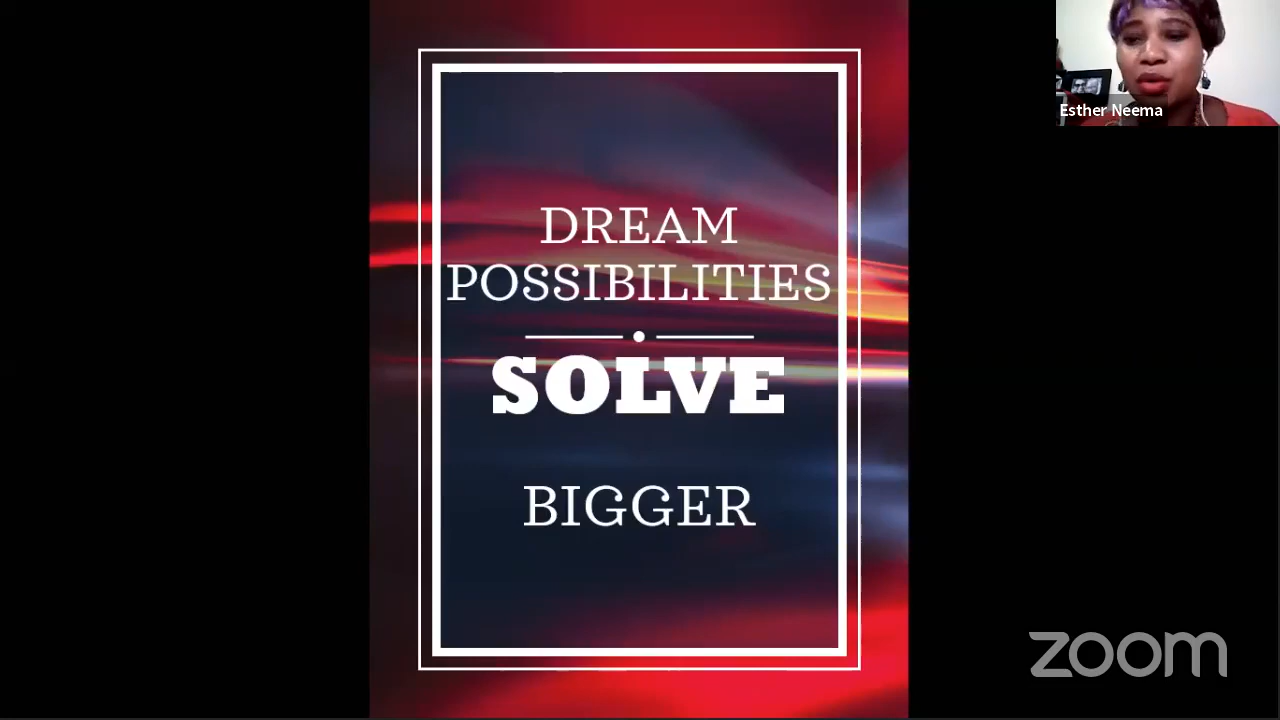 DREAM
POSSIBILITIES
SOLVE
BIGGER
Esther Neema
zoom